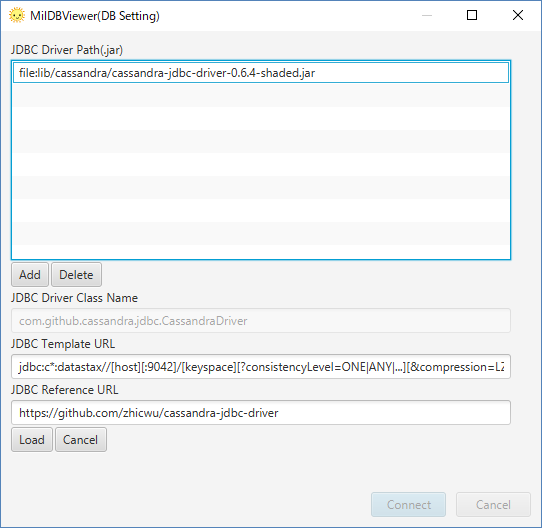 MilDBViewer(DB Setting)
JDBC Driver Path(.jar)
file:lib/cassandra/cassandra-jdbc-driver-0.6.4-shaded.jar
Add Delete
JDBC Driver Class Name
com.github.cassandra.jdbc.CassandraDriver
JDBC Template URL
jdbc:c*:datastax//[host][:9042]/[keyspace][?consistencyLevel=ONE|ANY|...][&compression=LZ
JDBC Reference URL
https://github.com/zhicwu/cassandra-jdbc-driver
Load Cancel
Connect Cancel